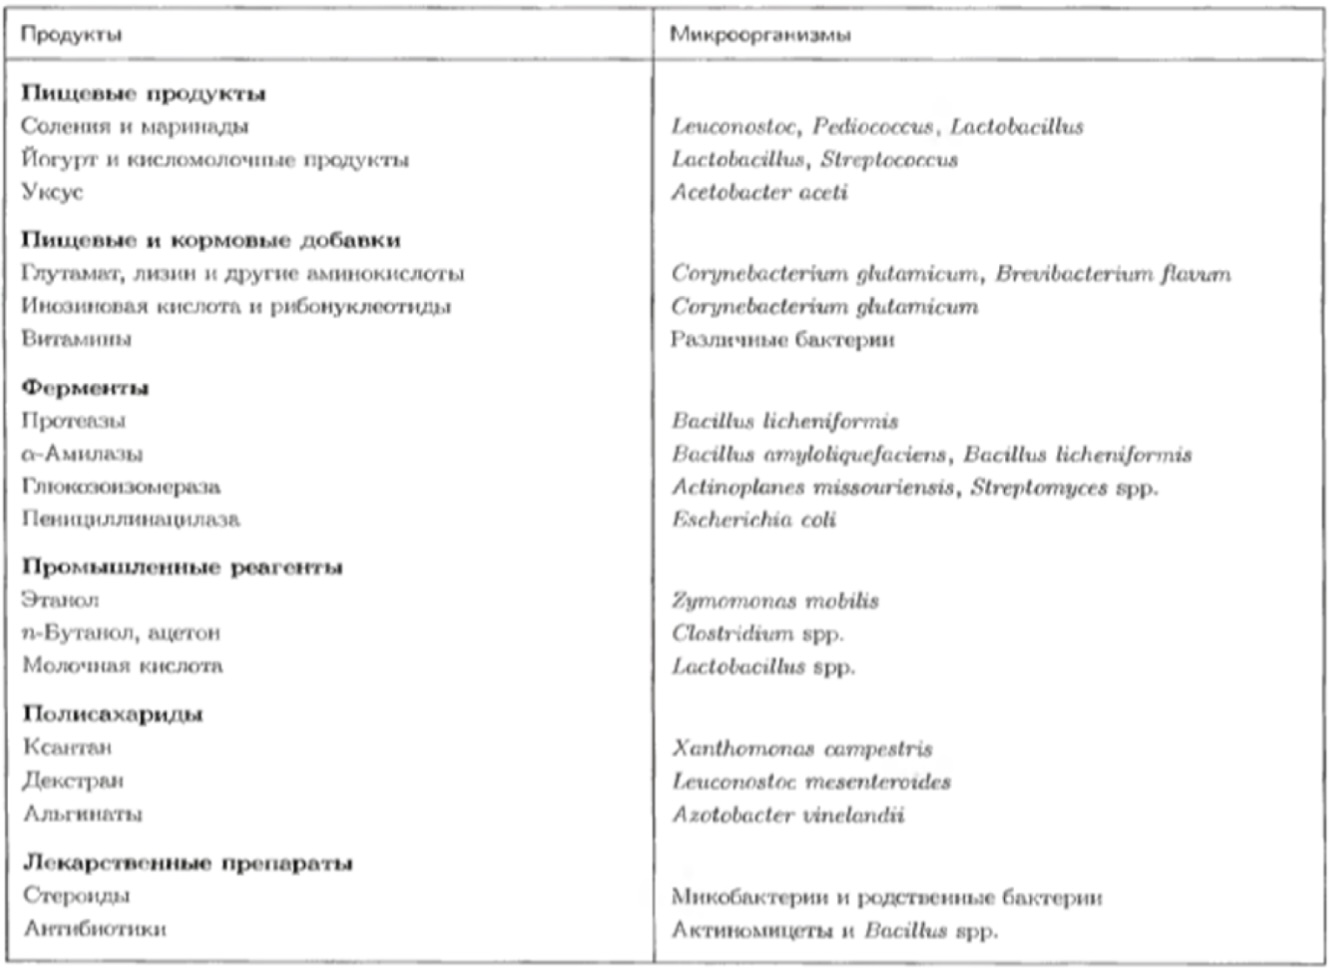 Продукты Микроорганизмы
Пищевые продукты
Соления и маринады Leuconostoc, Pediococcus, Lactobacillus
Йогурт и кисломолочные продукты Lactobacillus, Streptococcus
Уксус Acetobacter aceti
Пищевые и кормовые добавки
Глутамат, лизин и другие аминокислоты Corynebacterium glutamicum, Brevibacterium flavum
Инозиновая кислота и рибонуклеотиды Corynebacterium glutamicum
Витамины Различные бактерии
Ферменты
Протеазы Bacillus licheniformis
α-Амилазы Bacillus amyloliquefaciens, Bacillus licheniformis
Глюкозоизомераза Actinoplanes missouriensis, Streptomyces spp.
Пенициллинацилаза Escherichia coli
Промышленные реагенты
Этанол Zymomonas mobilis
n-Бутанол, ацетон Clostridium spp.
Молочная кислота Lactobacillus spp.
Полисахариды
Ксантан Xanthomonas campestris
Декстран Leuconostoc mesenteroides
Альгинаты Azotobacter vinelandii
Лекарственные препараты
Стероиды Микобактерии и родственные бактерии
Антибиотики Актиномицеты и Bacillus spp.